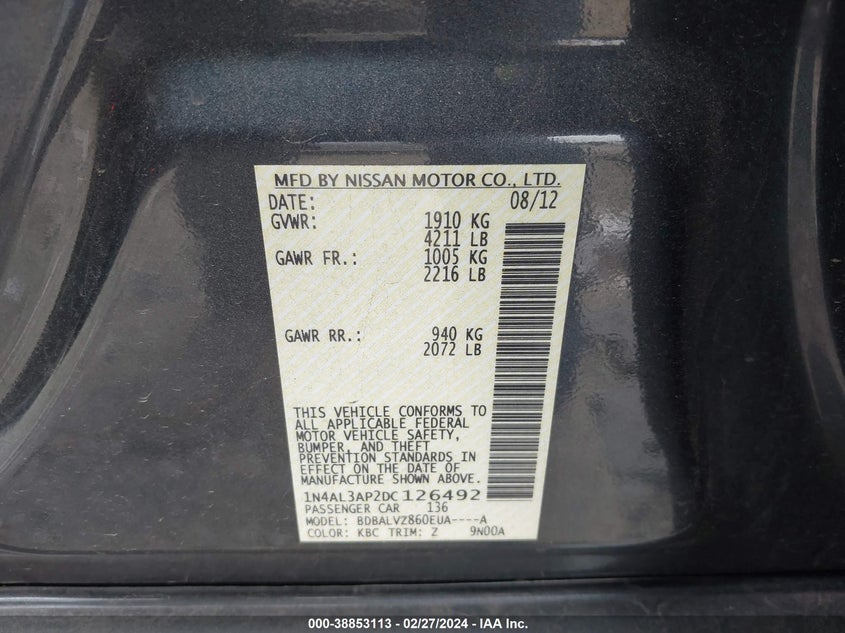 MFD BY NISSAN MOTOR CO., LTD.
DATE: 08/12
GVWR: 1910 KG
4211 LB
GAWR FR.: 1005 KG
2216 LB
GAWR RR.: 940 KG
2072 LB
THIS VEHICLE CONFORMS TO
ALL APPLICABLE FEDERAL
MOTOR VEHICLE SAFETY,
BUMPER, AND THEFT
PREVENTION STANDARDS IN
EFFECT ON THE DATE OF
MANUFACTURE SHOWN ABOVE.
1N4AL3AP2DC126492
PASSENGER CAR 136
MODEL: BDBALVZ860EUA----A
COLOR: KBC TRIM: Z 9N00A
000-38853113 - 02/27/2024 - IAA Inc.